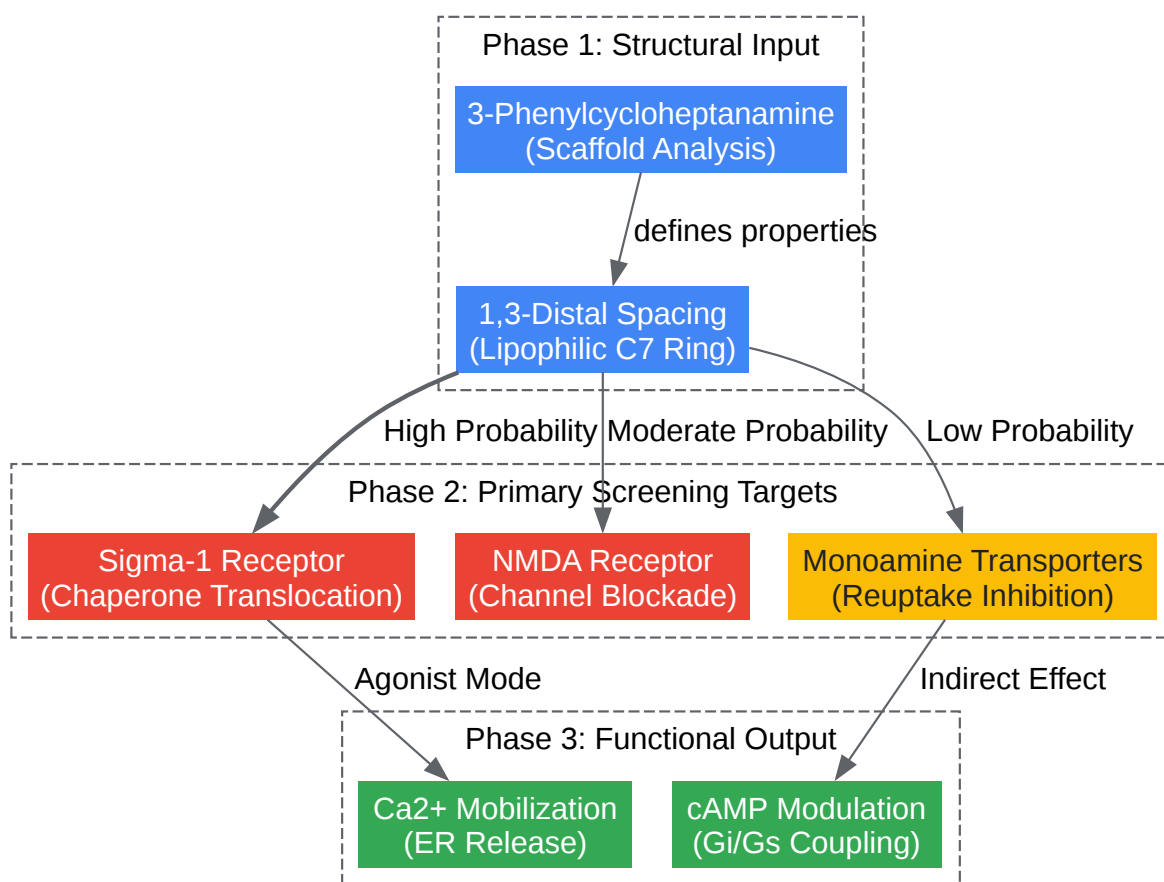 Phase 1: Structural Input
3-Phenylcycloheptanamine
(Scaffold Analysis)
defines properties
1,3-Distal Spacing
(Lipophilic C7 Ring)
High Probability
Moderate Probability
Low Probability
Phase 2: Primary Screening Targets
Sigma-1 Receptor
(Chaperone Translocation)
NMDA Receptor
(Channel Blockade)
Monoamine Transporters
(Reuptake Inhibition)
Agonist Mode
Indirect Effect
Phase 3: Functional Output
Ca2+ Mobilization
(ER Release)
cAMP Modulation
(Gi/Gs Coupling)